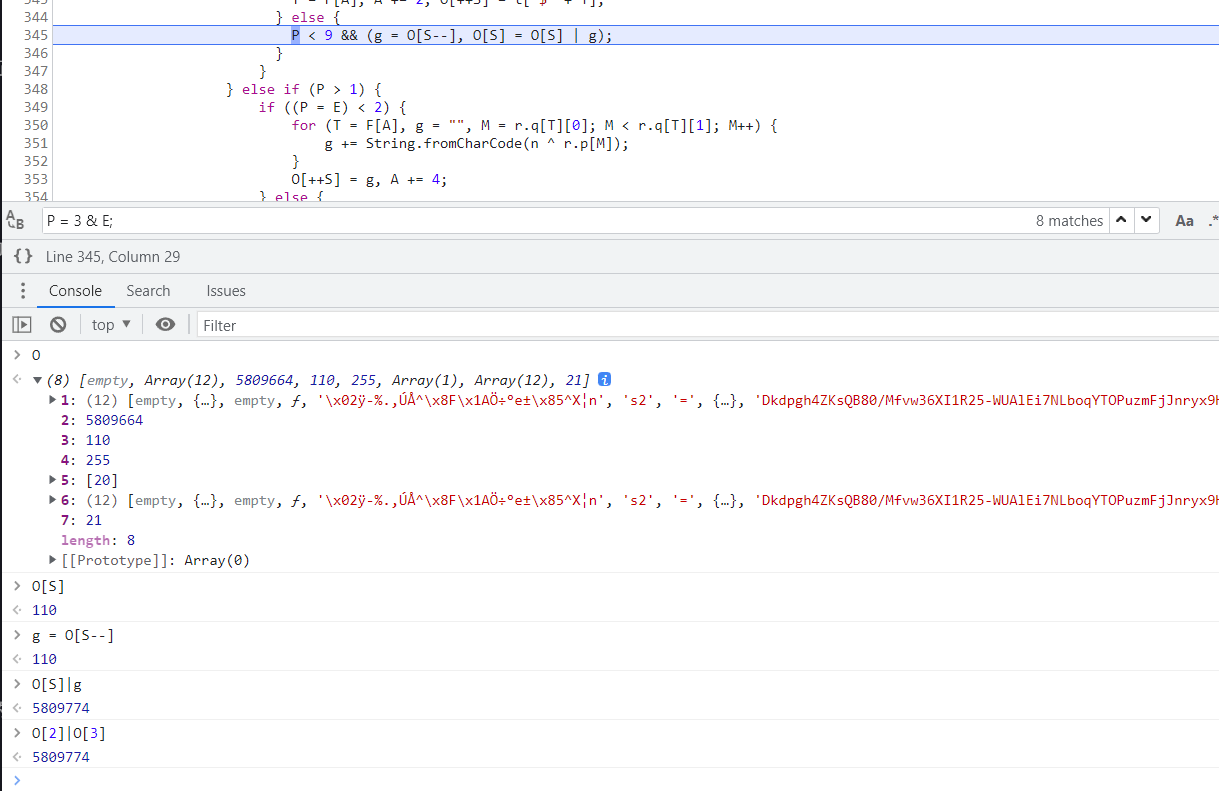 344 } else {
345 P < 9 && (g = O[S--], O[S] = O[S] | g);
346 }
347 }
348 } else if (P > 1) {
349 if ((P = E) < 2) {
350 for (T = F[A], g = "", M = r.q[T][0]; M < r.q[T][1]; M++) {
351 g += String.fromCharCode(n ^ r.p[M]);
352 }
353 O[++S] = g, A += 4;
354 } else {
P = 3 & E;
8 matches
Aa
.*
{} Line 345, Column 29
Console Search Issues
top ▼
Filter
> O
(8) [empty, Array(12), 5809664, 110, 255, Array(1), Array(12), 21]
1: (12) [empty, {…}, empty, ƒ, '\x02ÿ-%.,ÚÅ^\x8F\x1AÖ÷°e±\x85^X¦n', 's2', '=', {…}, 'Dkdpgh4ZKsQB80/Mfvw36XI1R25-WUAlEi7NLboqYTOPuzmFjJnryx9H
2: 5809664
3: 110
4: 255
5: [20]
6: (12) [empty, {…}, empty, ƒ, '\x02ÿ-%.,ÚÅ^\x8F\x1AÖ÷°e±\x85^X¦n', 's2', '=', {…}, 'Dkdpgh4ZKsQB80/Mfvw36XI1R25-WUAlEi7NLboqYTOPuzmFjJnryx9H
7: 21
length: 8
[[Prototype]]: Array(0)
> O[S]
110
> g = O[S--]
110
> O[S]|g
5809774
> O[2]|O[3]
5809774
>